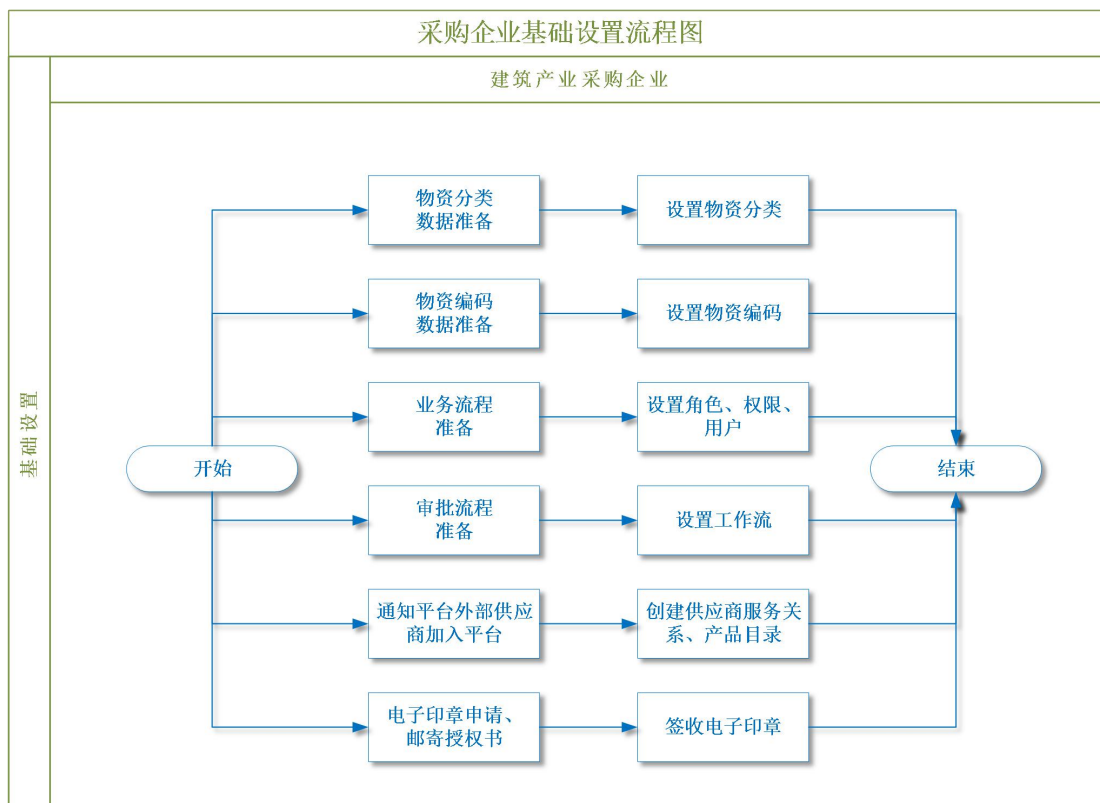 采购企业基础设置流程图
建筑产业采购企业
基础设置
物资分类
数据准备
设置物资分类
物资编码
数据准备
设置物资编码
业务流程
准备
设置角色、权限、
用户
开始
结束
审批流程
准备
设置工作流
通知平台外部供应
商加入平台
创建供应商服务关
系、产品目录
电子印章申请、
邮寄授权书
签收电子印章